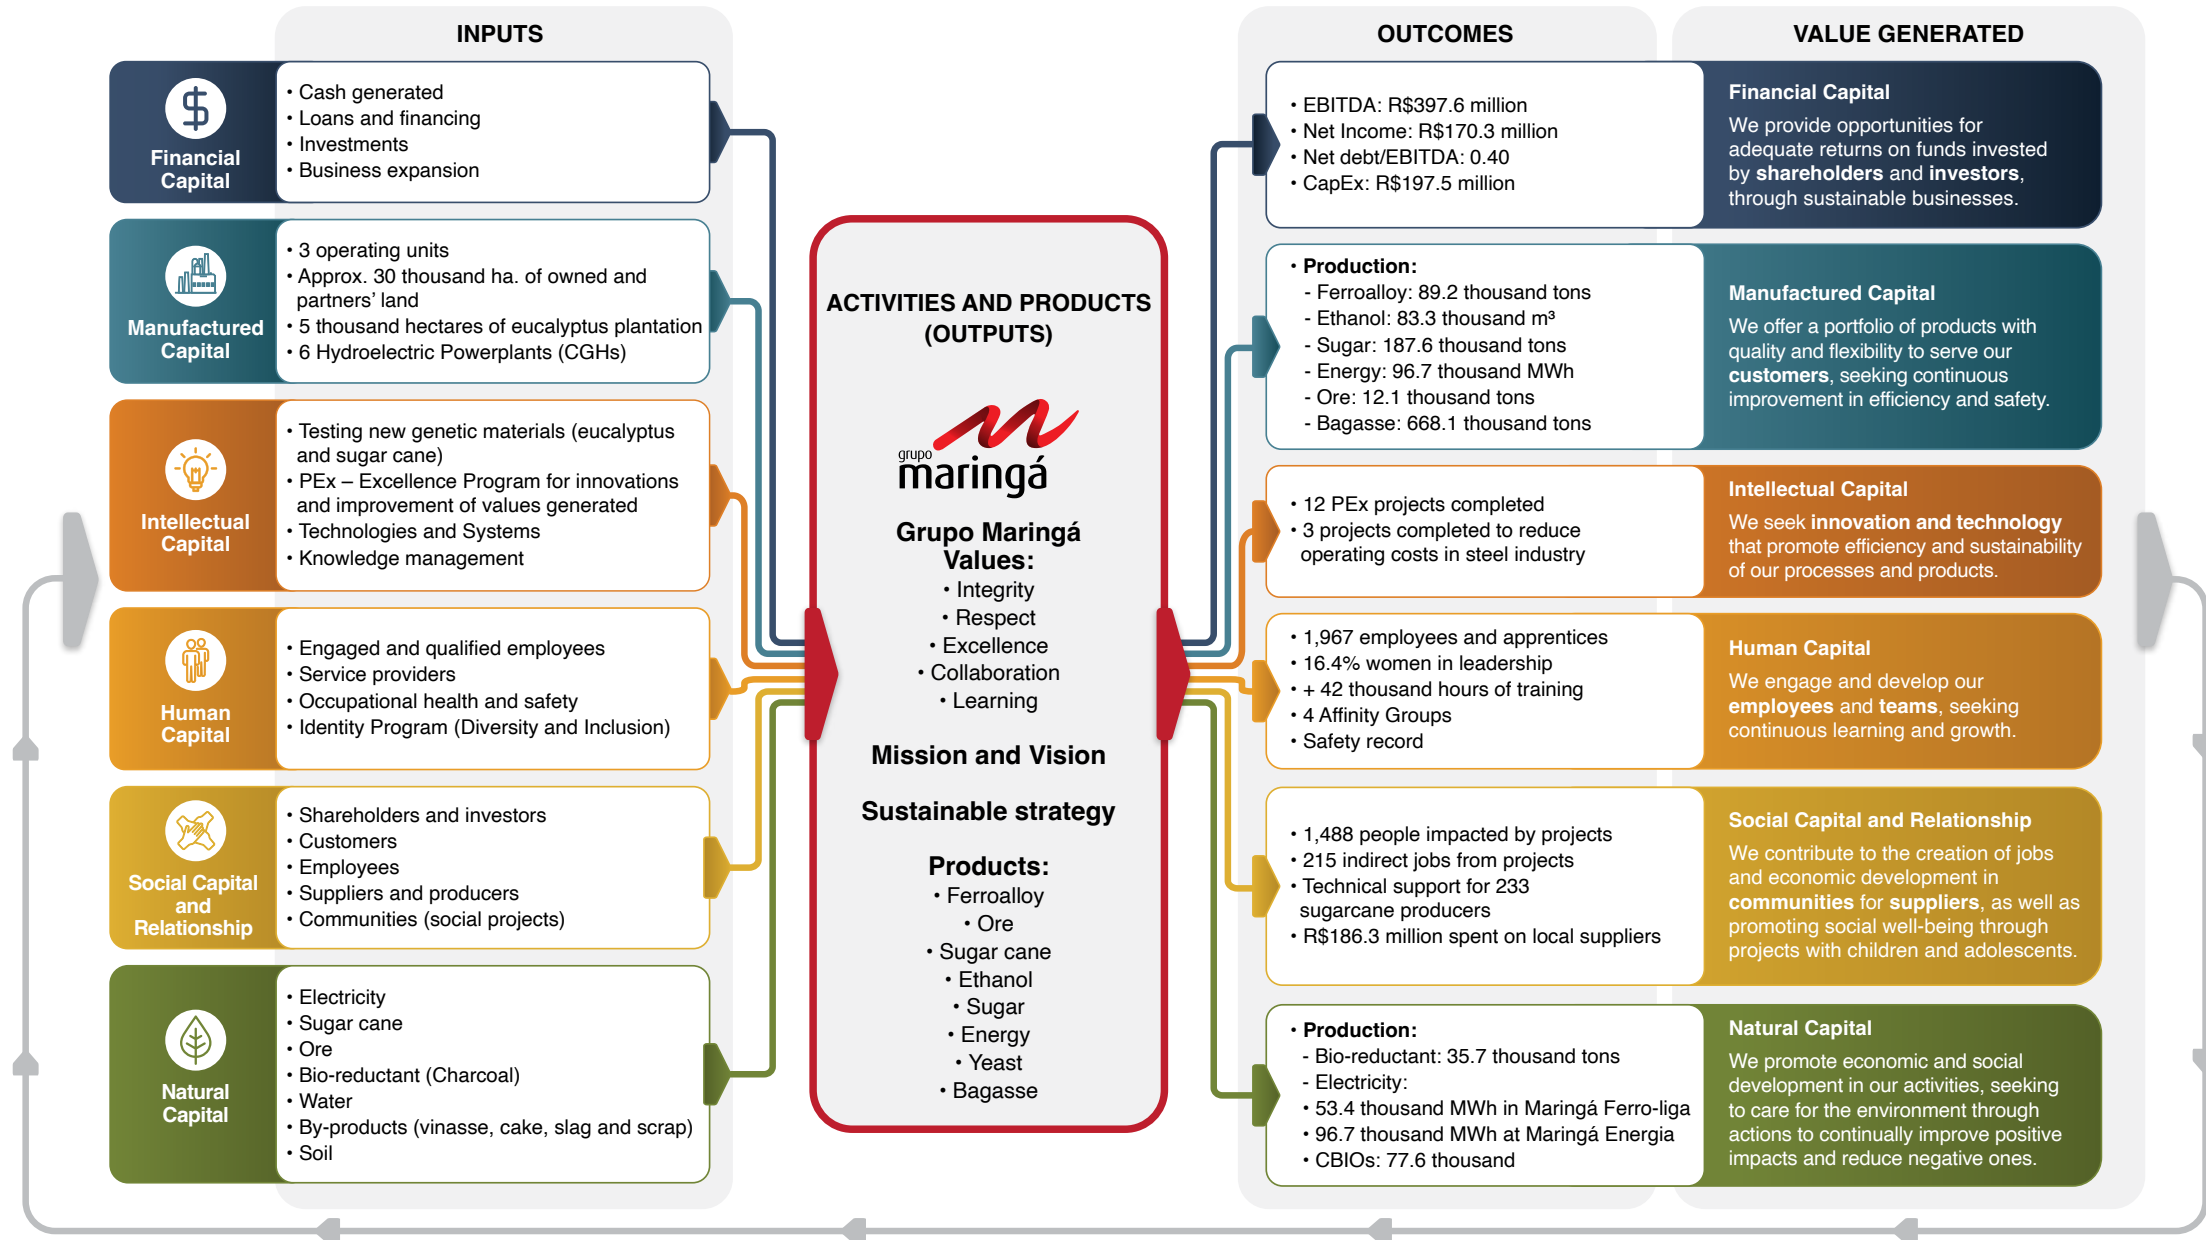 INPUTS
Financial
Capital
• Cash generated
• Loans and financing
• Investments
• Business expansion
Manufactured
Capital
• 3 operating units
• Approx. 30 thousand ha. of owned and
partners’ land
• 5 thousand hectares of eucalyptus plantation
• 6 Hydroelectric Powerplants (CGHs)
Intellectual
Capital
• Testing new genetic materials (eucalyptus
and sugar cane)
• PEx – Excellence Program for innovations
and improvement of values generated
• Technologies and Systems
• Knowledge management
Human
Capital
• Engaged and qualified employees
• Service providers
• Occupational health and safety
• Identity Program (Diversity and Inclusion)
Social Capital
and
Relationship
• Shareholders and investors
• Customers
• Employees
• Suppliers and producers
• Communities (social projects)
Natural
Capital
• Electricity
• Sugar cane
• Ore
• Bio-reductant (Charcoal)
• Water
• By-products (vinasse, cake, slag and scrap)
• Soil
ACTIVITIES AND PRODUCTS
(OUTPUTS)
grupo
maringá
Grupo Maringá
Values:
• Integrity
• Respect
• Excellence
• Collaboration
• Learning
Mission and Vision
Sustainable strategy
Products:
• Ferroalloy
• Ore
• Sugar cane
• Ethanol
• Sugar
• Energy
• Yeast
• Bagasse
OUTCOMES
VALUE GENERATED
• EBITDA: R$397.6 million
• Net Income: R$170.3 million
• Net debt/EBITDA: 0.40
• CapEx: R$197.5 million
Financial Capital
We provide opportunities for
adequate returns on funds invested
by shareholders and investors,
through sustainable businesses.
• Production:
- Ferroalloy: 89.2 thousand tons
- Ethanol: 83.3 thousand m³
- Sugar: 187.6 thousand tons
- Energy: 96.7 thousand MWh
- Ore: 12.1 thousand tons
- Bagasse: 668.1 thousand tons
Manufactured Capital
We offer a portfolio of products with
quality and flexibility to serve our
customers, seeking continuous
improvement in efficiency and safety.
• 12 PEx projects completed
• 3 projects completed to reduce
operating costs in steel industry
Intellectual Capital
We seek innovation and technology
that promote efficiency and sustainability
of our processes and products.
• 1,967 employees and apprentices
• 16.4% women in leadership
• + 42 thousand hours of training
• 4 Affinity Groups
• Safety record
Human Capital
We engage and develop our
employees and teams, seeking
continuous learning and growth.
• 1,488 people impacted by projects
• 215 indirect jobs from projects
• Technical support for 233
sugarcane producers
• R$186.3 million spent on local suppliers
Social Capital and Relationship
We contribute to the creation of jobs
and economic development in
communities for suppliers, as well as
promoting social well-being through
projects with children and adolescents.
• Production:
- Bio-reductant: 35.7 thousand tons
- Electricity:
• 53.4 thousand MWh in Maringá Ferro-liga
• 96.7 thousand MWh at Maringá Energia
• CBIOs: 77.6 thousand
Natural Capital
We promote economic and social
development in our activities, seeking
to care for the environment through
actions to continually improve positive
impacts and reduce negative ones.